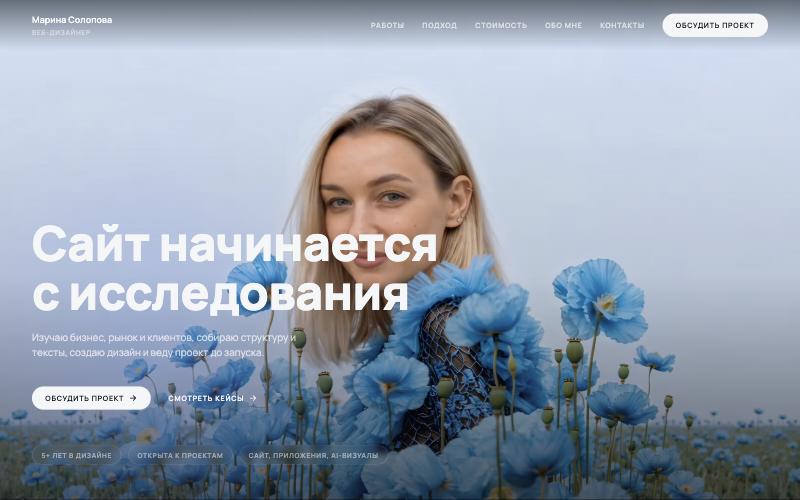 Марина Солопова
ВЕБ-ДИЗАЙНЕР
РАБОТЫ
ПОДХОД
СТОИМОСТЬ
ОБО МНЕ
КОНТАКТЫ
ОБСУДИТЬ ПРОЕКТ
Сайт начинается
с исследования
Изучаю бизнес, рынок и клиентов, собираю структуру и
тексты, создаю дизайн и веду проект до запуска.
ОБСУДИТЬ ПРОЕКТ →
СМОТРЕТЬ КЕЙСЫ →
5+ ЛЕТ В ДИЗАЙНЕ
ОТКРЫТА К ПРОЕКТАМ
САЙТ, ПРИЛОЖЕНИЯ, AI-ВИЗУАЛЫ